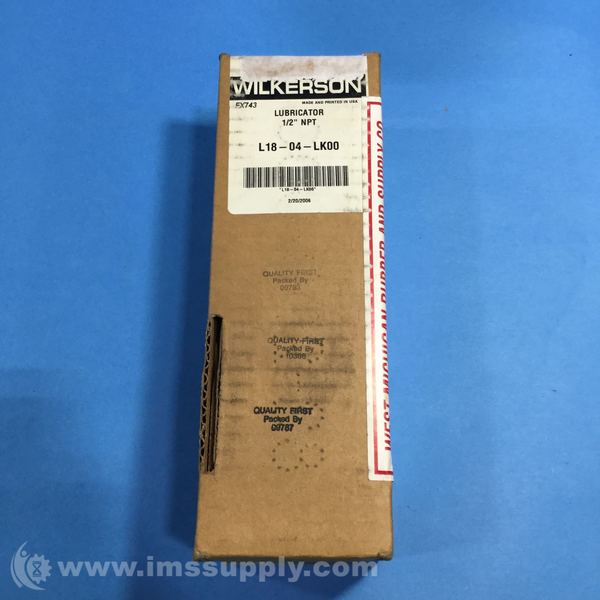 WILKERSON
FX743
MADE AND PRINTED IN USA
LUBRICATOR
1/2" NPT
L18-04-LK00
"L18-04-LK00"
2/20/2006
QUALITY FIRST
Packed By
QUALITY FIRST
Packed By
QUALITY FIRST
Packed By
09787
WEST MICHIGAN RUBBER AND SUPPLY CO
www.imssupply.com